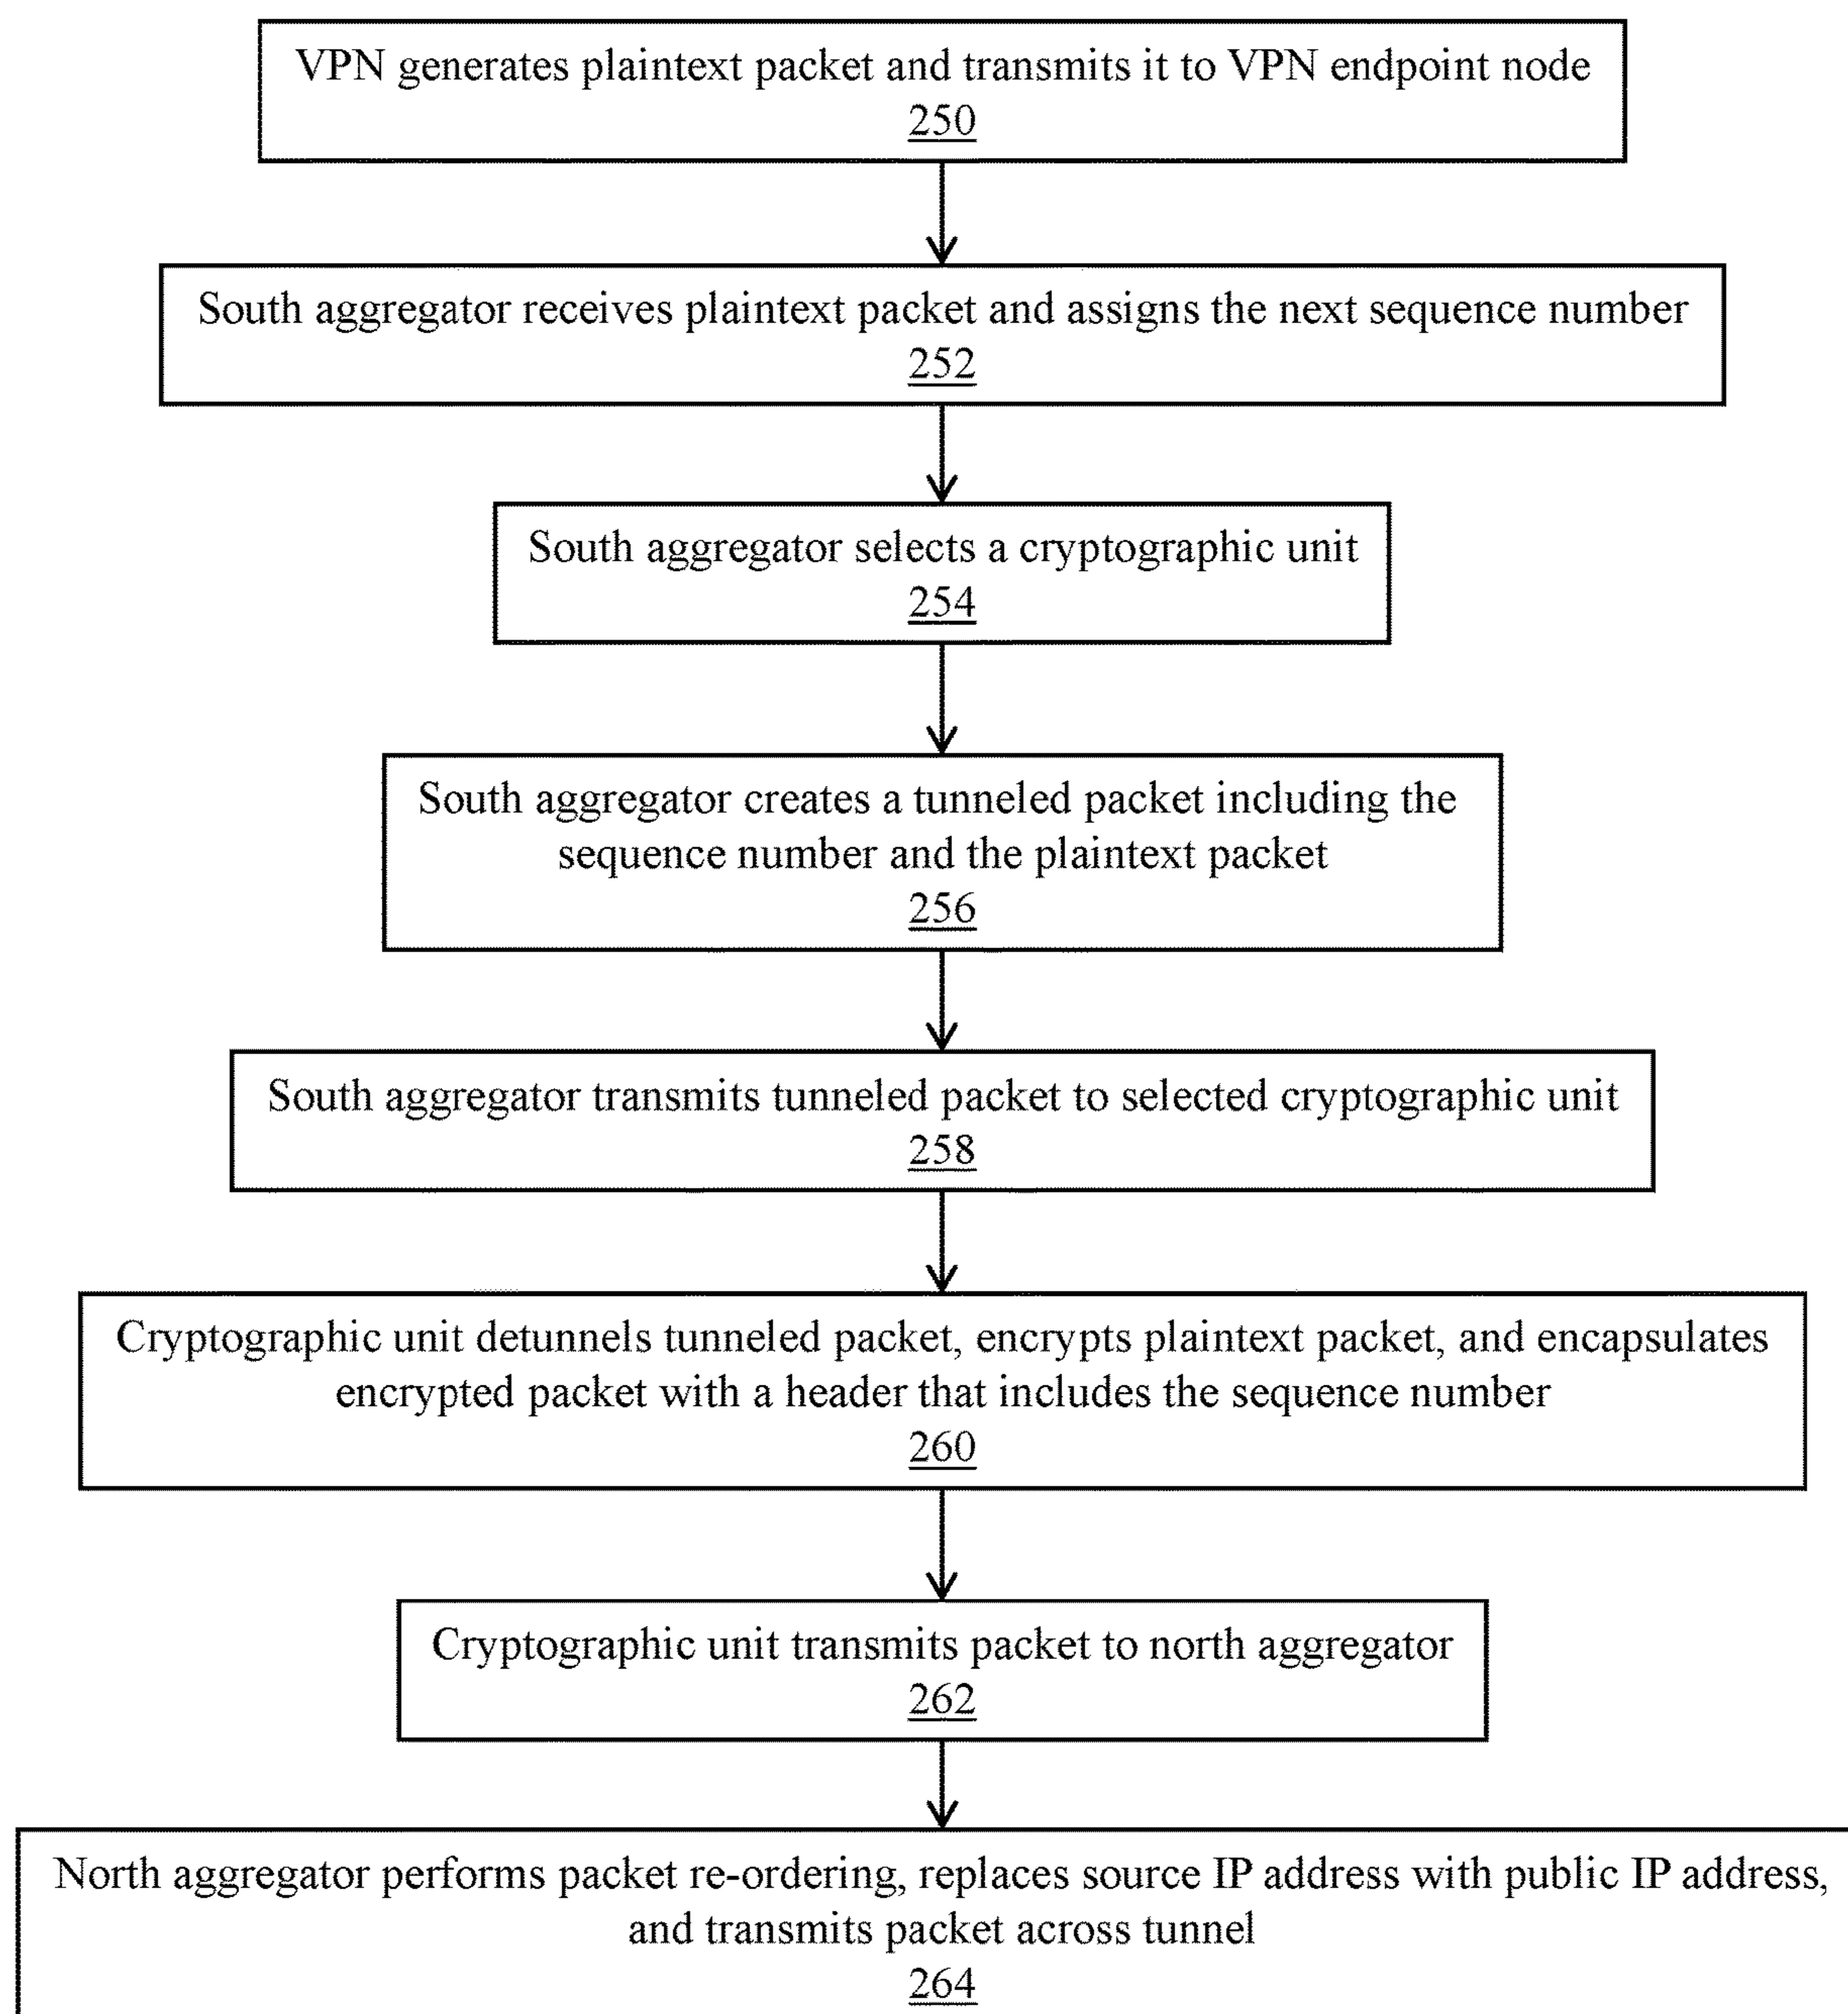 VPN generates plaintext packet and transmits it to VPN endpoint node
250
South aggregator receives plaintext packet and assigns the next sequence number
252
South aggregator selects a cryptographic unit
254
South aggregator creates a tunneled packet including the
sequence number and the plaintext packet
256
South aggregator transmits tunneled packet to selected cryptographic unit
258
Cryptographic unit detunnels tunneled packet, encrypts plaintext packet, and encapsulates
encrypted packet with a header that includes the sequence number
260
Cryptographic unit transmits packet to north aggregator
262
North aggregator performs packet re-ordering, replaces source IP address with public IP address,
and transmits packet across tunnel
264